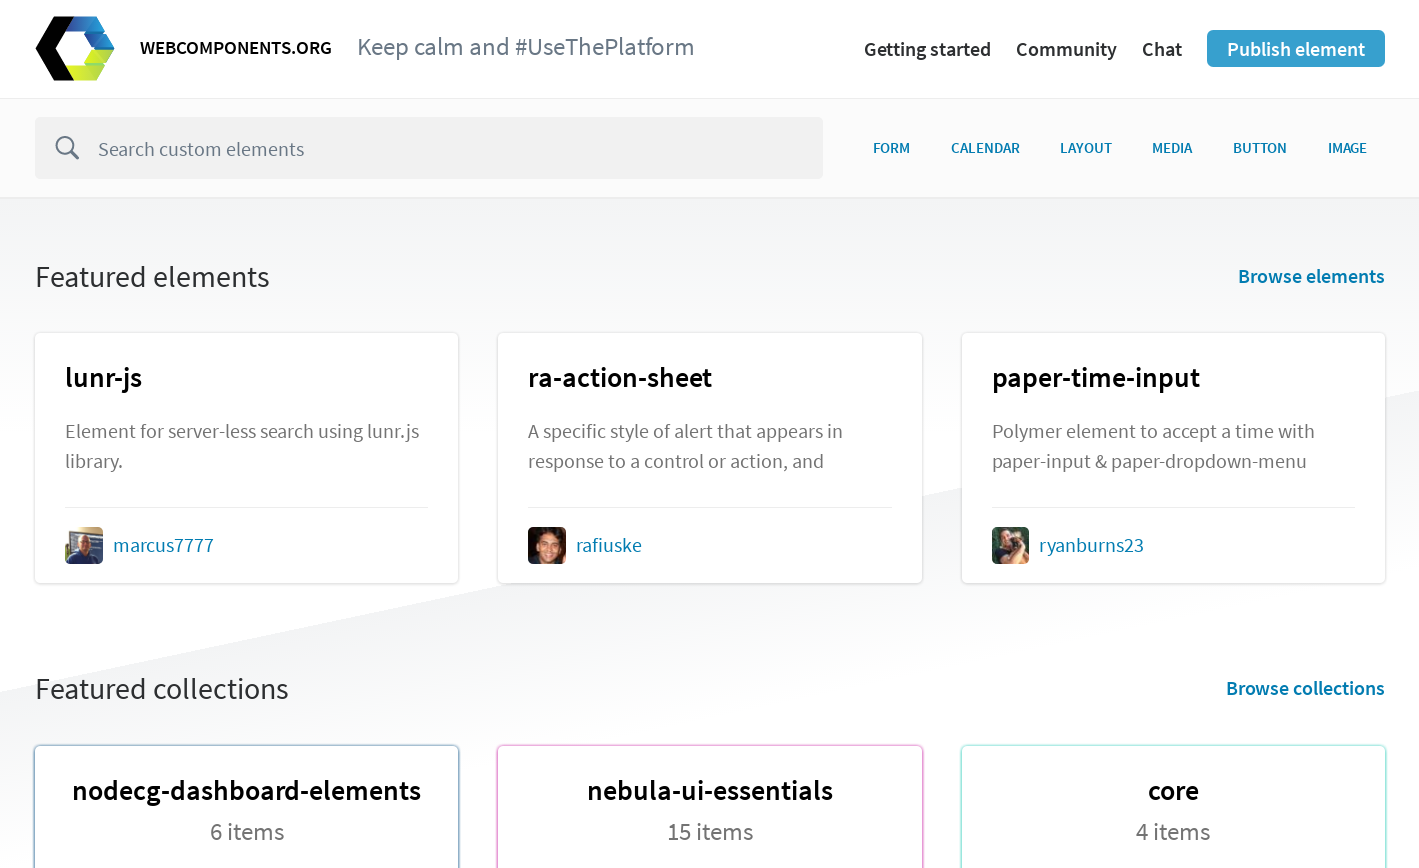 WEBCOMPONENTS.ORG Keep calm and #UseThePlatform Getting started Community Chat Publish element
Search custom elements FORM CALENDAR LAYOUT MEDIA BUTTON IMAGE
Featured elements Browse elements
lunr-js
Element for server-less search using lunr.js
library.
marcus7777
ra-action-sheet
A specific style of alert that appears in
response to a control or action, and
rafiuske
paper-time-input
Polymer element to accept a time with
paper-input & paper-dropdown-menu
ryanburns23
Featured collections Browse collections
nodecg-dashboard-elements
6 items
nebula-ui-essentials
15 items
core
4 items